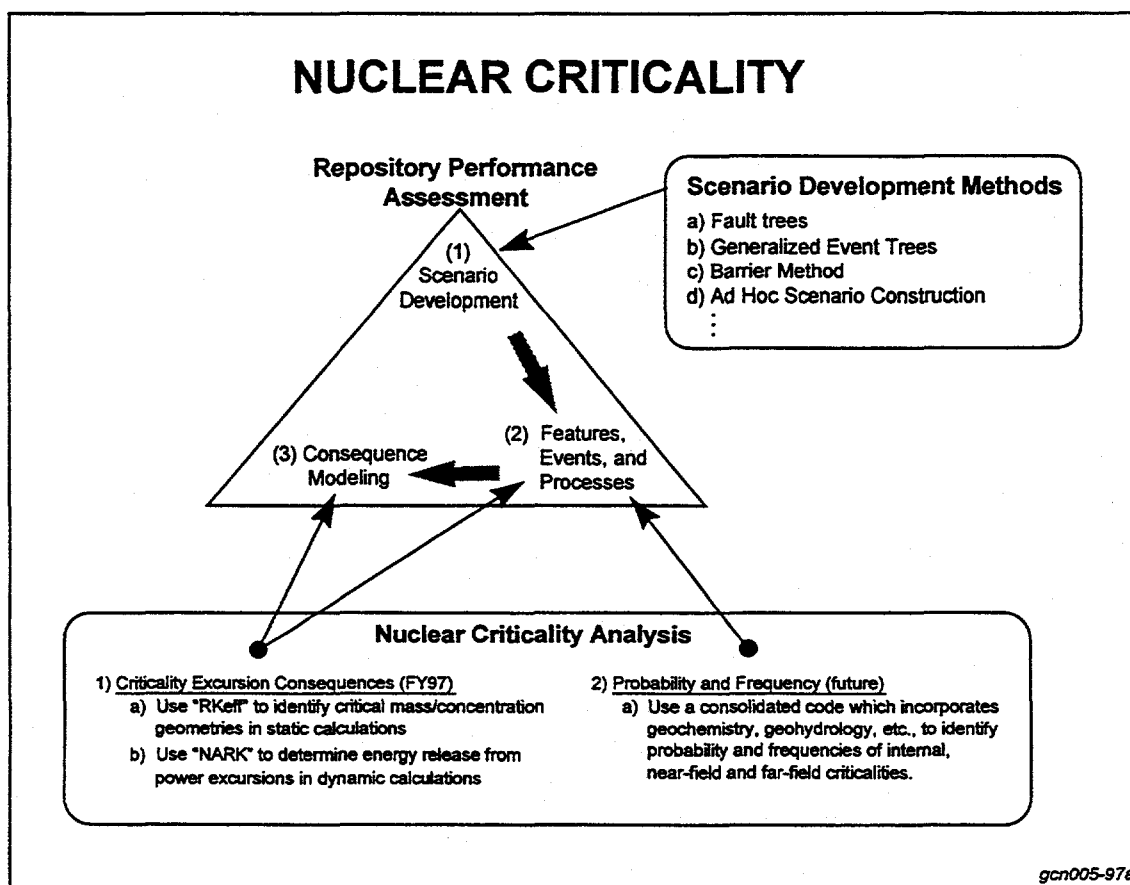 NUCLEAR CRITICALITY
Repository Performance
Assessment
Scenario Development Methods
a) Fault trees
b) Generalized Event Trees
c) Barrier Method
d) Ad Hoc Scenario Construction
⋮
(1)
Scenario
Development
(2) Features,
Events, and
Processes
(3) Consequence
Modeling
Nuclear Criticality Analysis
1) Criticality Excursion Consequences (FY97)
a) Use "RKeff" to identify critical mass/concentration
geometries in static calculations
b) Use "NARK" to determine energy release from
power excursions in dynamic calculations
2) Probability and Frequency (future)
a) Use a consolidated code which incorporates
geochemistry, geohydrology, etc., to identify
probability and frequencies of internal,
near-field and far-field criticalities.
gcn005-97a